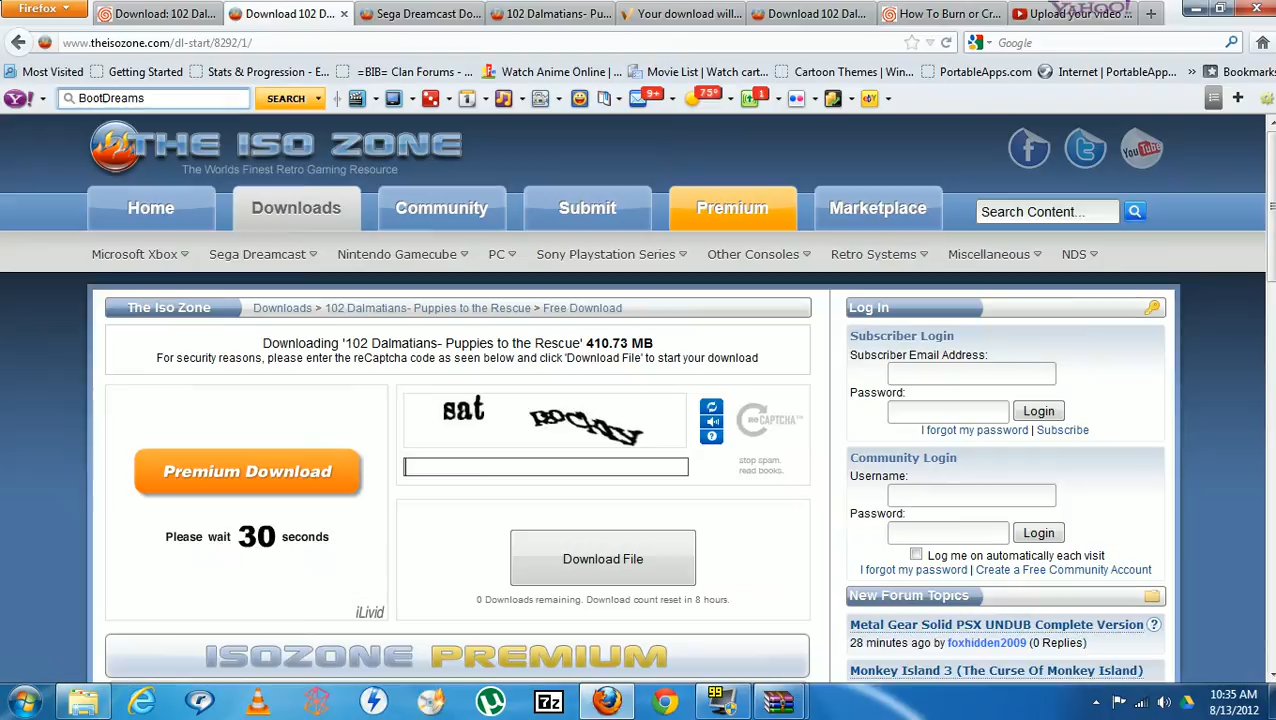 Firefox
Download: 102 Dal...
Download 102 D...
Sega Dreamcast Do...
102 Dalmatians- Pu...
Your download will...
Download 102 Dal...
How To Burn or Cr...
Upload your video ...
YAHOO!
www.theisozone.com/dl-start/8292/1/
Google
Most Visited
Getting Started
Stats & Progression - E...
=BIB= Clan Forums - ...
Watch Anime Online | ...
Movie List | Watch cart...
Cartoon Themes | Win...
PortableApps.com
Internet | PortableApp...
Bookmarks
BootDreams
SEARCH
9+
75°
1
THE ISO ZONE
The Worlds Finest Retro Gaming Resource
You Tube
Home
Downloads
Community
Submit
Premium
Marketplace
Search Content...
Microsoft Xbox
Sega Dreamcast
Nintendo Gamecube
PC
Sony Playstation Series
Other Consoles
Retro Systems
Miscellaneous
NDS
The Iso Zone
Downloads > 102 Dalmatians- Puppies to the Rescue > Free Download
Downloading '102 Dalmatians- Puppies to the Rescue' 410.73 MB
For security reasons, please enter the reCaptcha code as seen below and click 'Download File' to start your download
sat
CAPTCHA™
stop spam.
read books.
Premium Download
Please wait 30 seconds
iLivid
Download File
0 Downloads remaining. Download count reset in 8 hours.
ISOZONE PREMIUM
Log In
Subscriber Login
Subscriber Email Address:
Password:
Login
I forgot my password | Subscribe
Community Login
Username:
Password:
Login
Log me on automatically each visit
I forgot my password | Create a Free Community Account
New Forum Topics
Metal Gear Solid PSX UNDUB Complete Version
28 minutes ago by foxhidden2009 (0 Replies)
Monkey Island 3 (The Curse Of Monkey Island)
7z
99
10:35 AM
8/13/2012